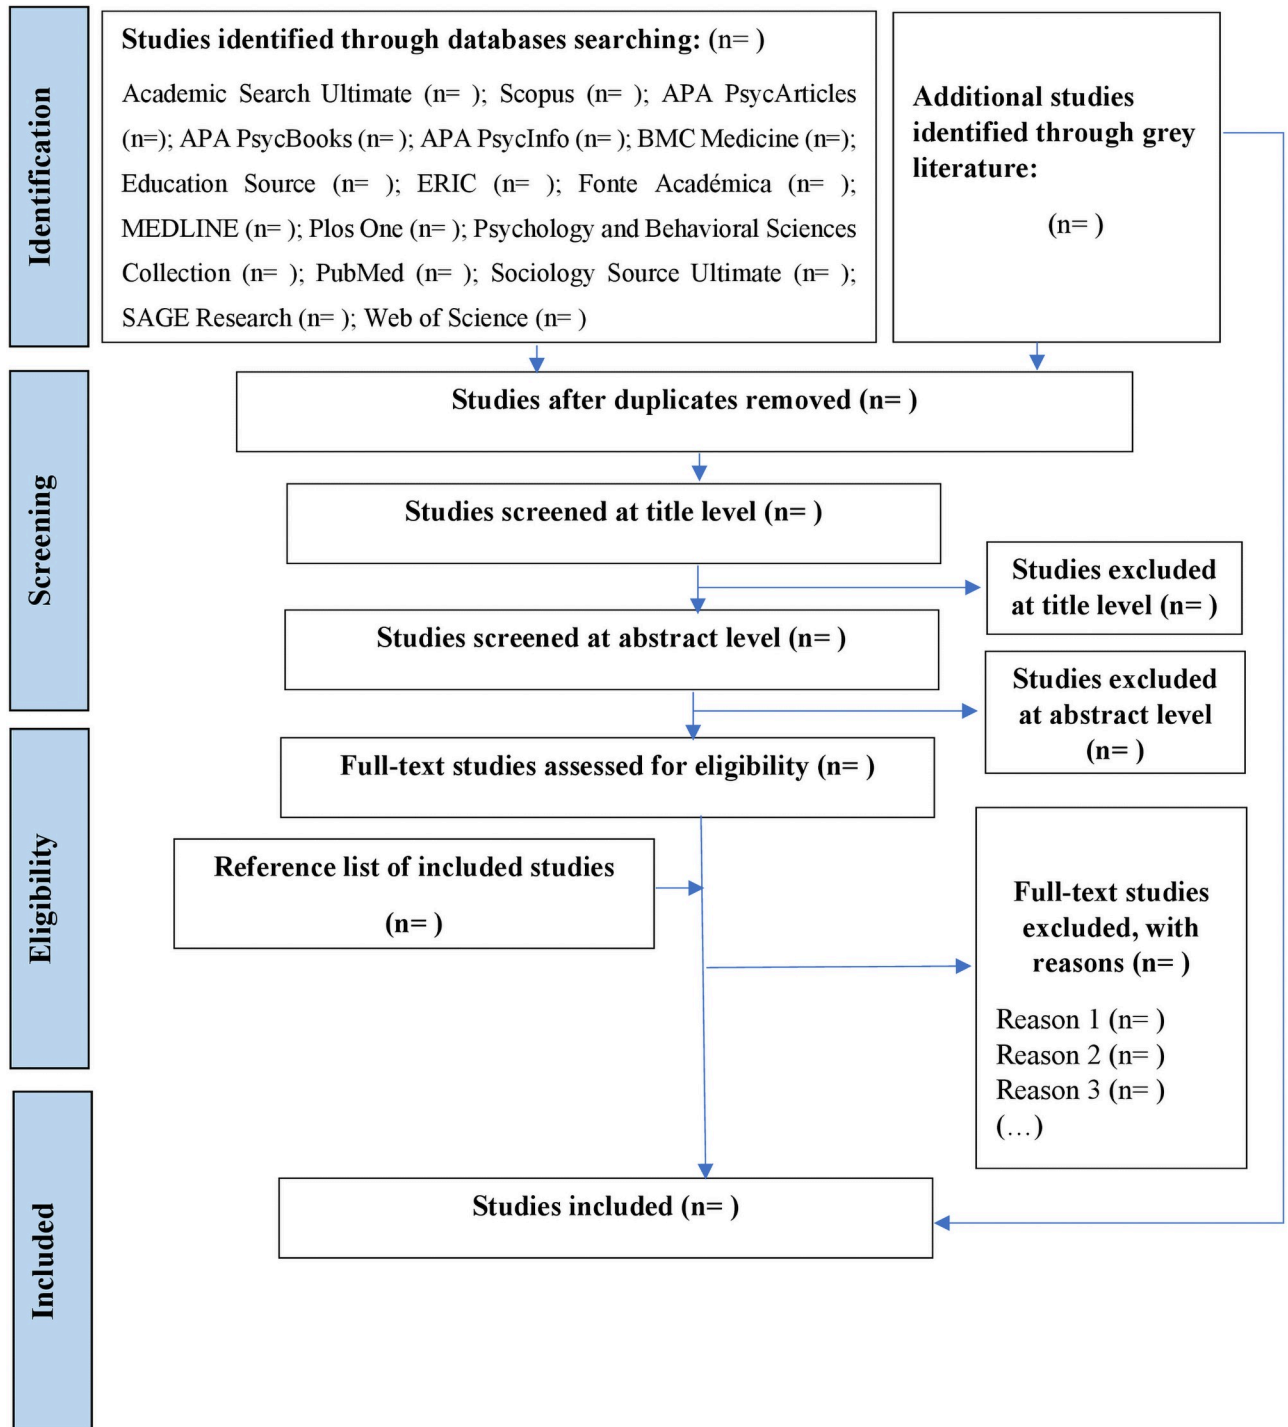 Identification
Studies identified through databases searching: (n= )
Academic Search Ultimate (n= ); Scopus (n= ); APA PsycArticles
(n=); APA PsycBooks (n= ); APA PsycInfo (n= ); BMC Medicine (n=);
Education Source (n= ); ERIC (n= ); Fonte Académica (n= );
MEDLINE (n= ); Plos One (n= ); Psychology and Behavioral Sciences
Collection (n= ); PubMed (n= ); Sociology Source Ultimate (n= );
SAGE Research (n= ); Web of Science (n= )
Additional studies
identified through grey
literature:
(n= )
Screening
Studies after duplicates removed (n= )
Studies screened at title level (n= )
Studies excluded
at title level (n= )
Studies screened at abstract level (n= )
Studies excluded
at abstract level
(n= )
Eligibility
Full-text studies assessed for eligibility (n= )
Reference list of included studies
(n= )
Full-text studies
excluded, with
reasons (n= )
Reason 1 (n= )
Reason 2 (n= )
Reason 3 (n= )
(…)
Included
Studies included (n= )